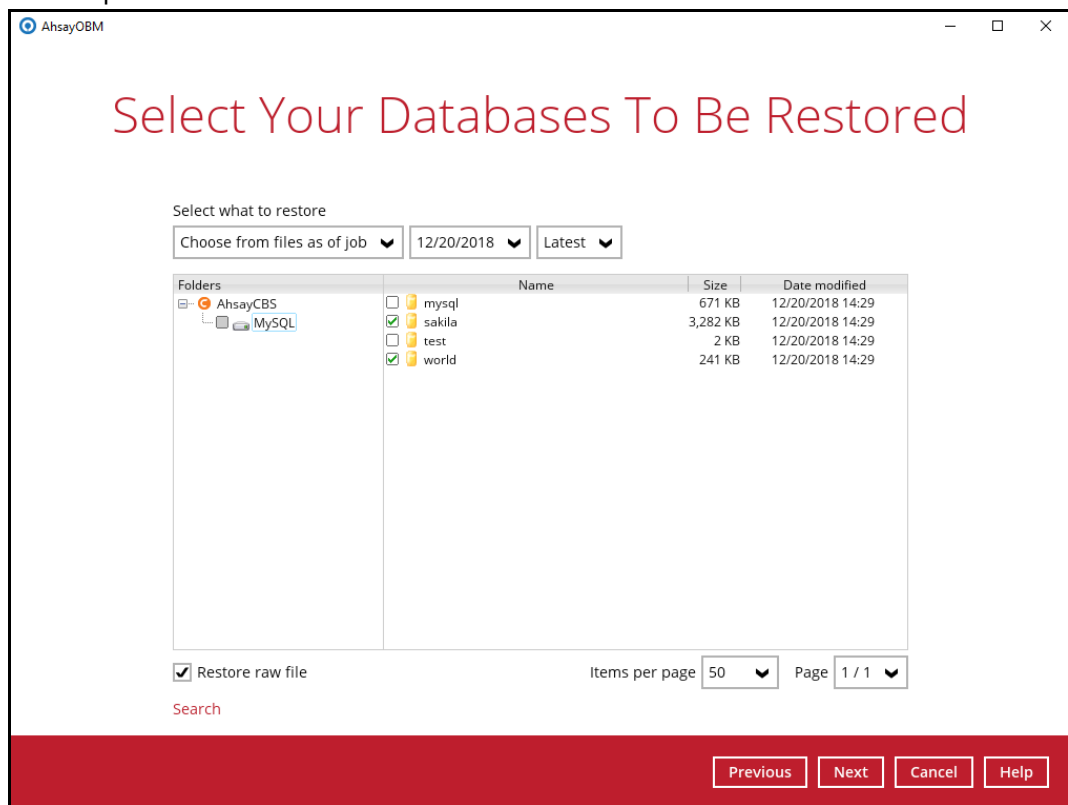 AhsayOBM
Select Your Databases To Be Restored
Select what to restore
Choose from files as of job 12/20/2018 Latest
Folders Name Size Date modified
AhsayCBS mysql 671 KB 12/20/2018 14:29
MySQL sakila 3,282 KB 12/20/2018 14:29
test 2 KB 12/20/2018 14:29
world 241 KB 12/20/2018 14:29
Restore raw file Items per page 50 Page 1 / 1
Search
Previous Next Cancel Help